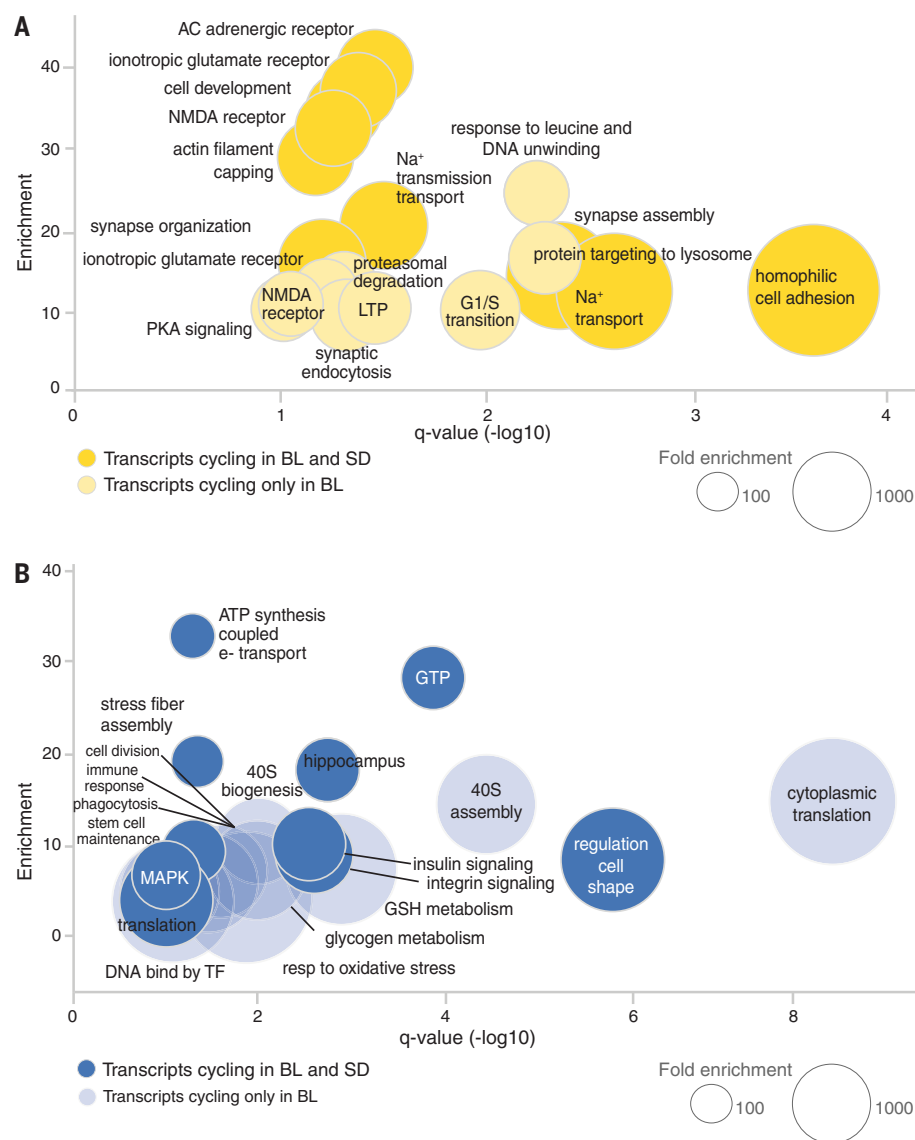 A
AC adrenergic receptor
ionotropic glutamate receptor
cell development
NMDA receptor
actin filament
capping
Na⁺
transmission
transport
response to leucine and
DNA unwinding
synapse organization
synapse assembly
ionotropic glutamate receptor
proteasomal
degradation
protein targeting to lysosome
homophilic
cell adhesion
NMDA
receptor
LTP
G1/S
transition
Na⁺
transport
PKA signaling
synaptic
endocytosis
Enrichment
40
30
20
10
0
0
1
2
3
4
q-value (-log10)
Transcripts cycling in BL and SD
Transcripts cycling only in BL
Fold enrichment
100
1000
B
ATP synthesis
coupled
e- transport
GTP
stress fiber
assembly
cell division
immune
response
phagocytosis
stem cell
maintenance
40S
biogenesis
hippocampus
40S
assembly
cytoplasmic
translation
regulation
cell
shape
insulin signaling
integrin signaling
GSH metabolism
glycogen metabolism
resp to oxidative stress
MAPK
translation
DNA bind by TF
Enrichment
40
30
20
10
0
0
2
4
6
8
q-value (-log10)
Transcripts cycling in BL and SD
Transcripts cycling only in BL
Fold enrichment
100
1000